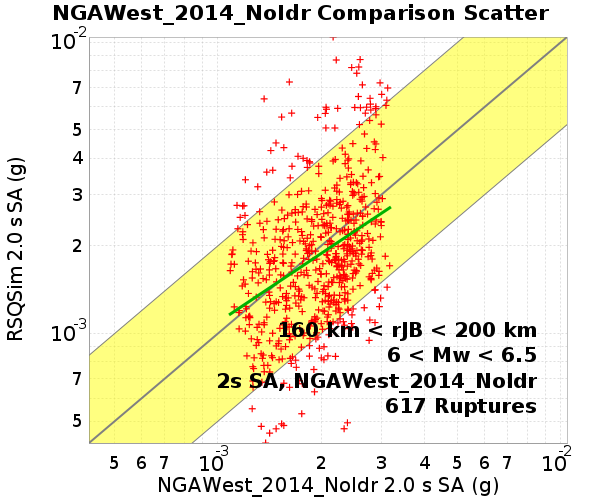 NGAWest_2014_NoIdr Comparison Scatter
10⁻²
7
5
4
3
2
10⁻³
7
5
RSQSim 2.0 s SA (g)
160 km < rJB < 200 km
6 < Mw < 6.5
2s SA, NGAWest_2014_NoIdr
617 Ruptures
5 6 7 10⁻³ 2 3 4 5 6 7 10⁻²
NGAWest_2014_NoIdr 2.0 s SA (g)